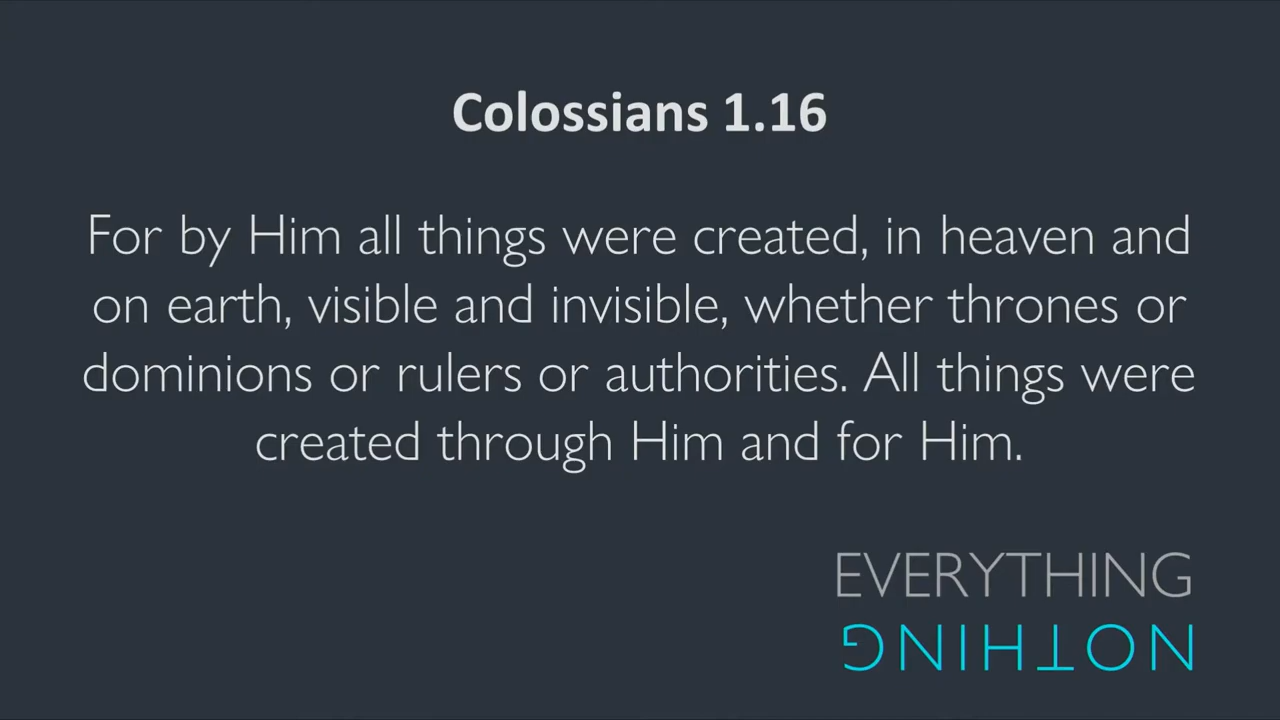 Colossians 1.16
For by Him all things were created, in heaven and
on earth, visible and invisible, whether thrones or
dominions or rulers or authorities. All things were
created through Him and for Him.
EVERYTHING
NOTHING